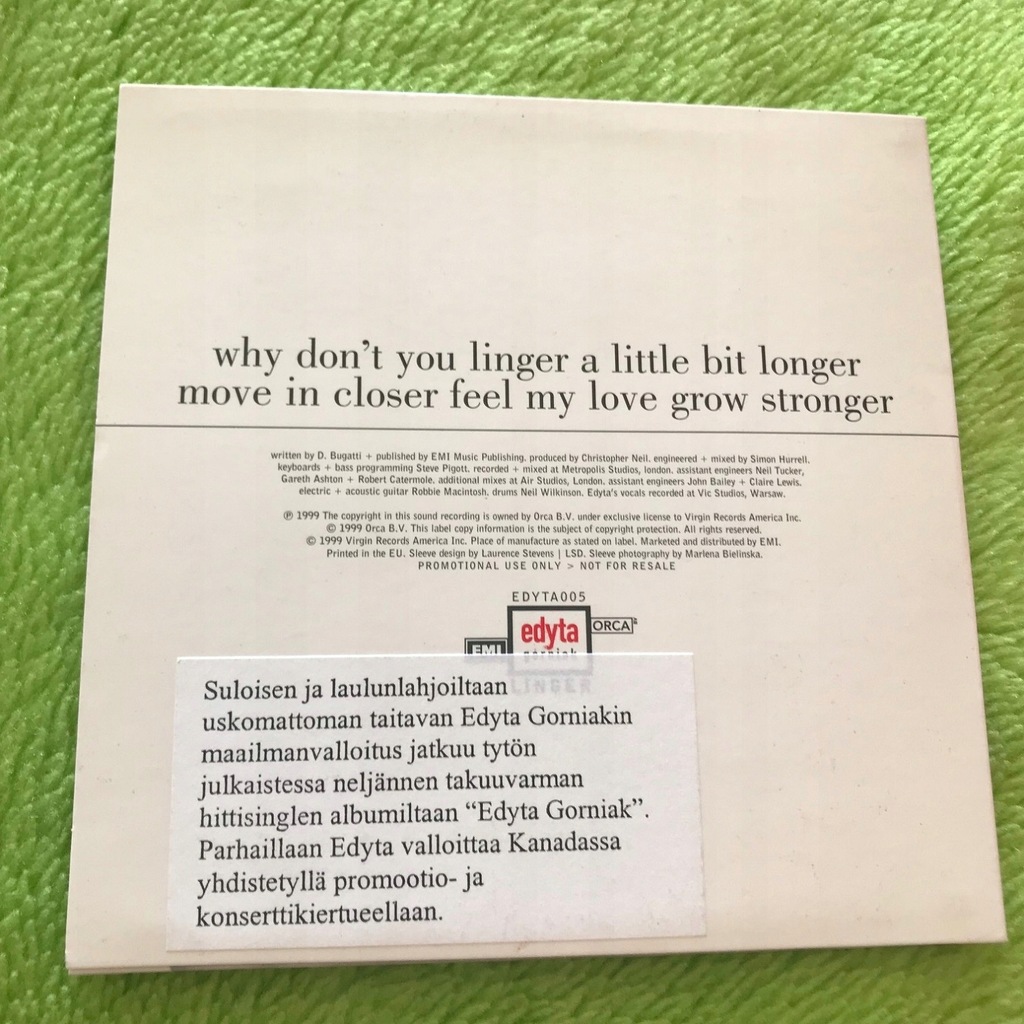 why don't you linger a little bit longer
move in closer feel my love grow stronger
written by D. Bugatti + published by EMI Music Publishing. produced by Christopher Neil. engineered + mixed by Simon Hurrell.
keyboards + bass programming Steve Pigott. recorded + mixed at Metropolis Studios, london. assistant engineers Neil Tucker,
Gareth Ashton + Robert Catermole. additional mixes at Air Studios, London. assistant engineers John Bailey + Claire Lewis.
electric + acoustic guitar Robbie Macintosh. drums Neil Wilkinson. Edyta's vocals recorded at Vic Studios, Warsaw.
℗ 1999 The copyright in this sound recording is owned by Orca B.V. under exclusive license to Virgin Records America Inc.
© 1999 Orca B.V. This label copy information is the subject of copyright protection. All rights reserved.
© 1999 Virgin Records America Inc. Place of manufacture as stated on label. Marketed and distributed by EMI.
Printed in the EU. Sleeve design by Laurence Stevens | LSD. Sleeve photography by Marlena Bielinska.
PROMOTIONAL USE ONLY > NOT FOR RESALE
EDYTA005
edyta
ORCA
EMI
LINGER
Suloisen ja laulunlahjoiltaan
uskomattoman taitavan Edyta Gorniakin
maailmanvalloitus jatkuu tytön
julkaistessa neljännen takuuvarman
hittisinglen albumiltaan “Edyta Gorniak”.
Parhaillaan Edyta valloittaa Kanadassa
yhdistetyllä promootio- ja
konserttikiertueellaan.